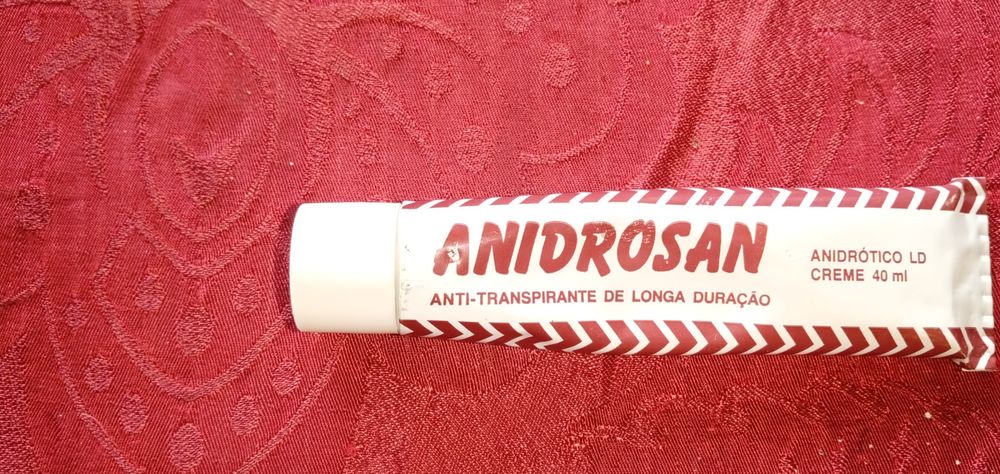 ANIDROSAN
ANTI-TRANSPIRANTE DE LONGA DURAÇÃO
ANIDRÓTICO LD
CREME 40 ml